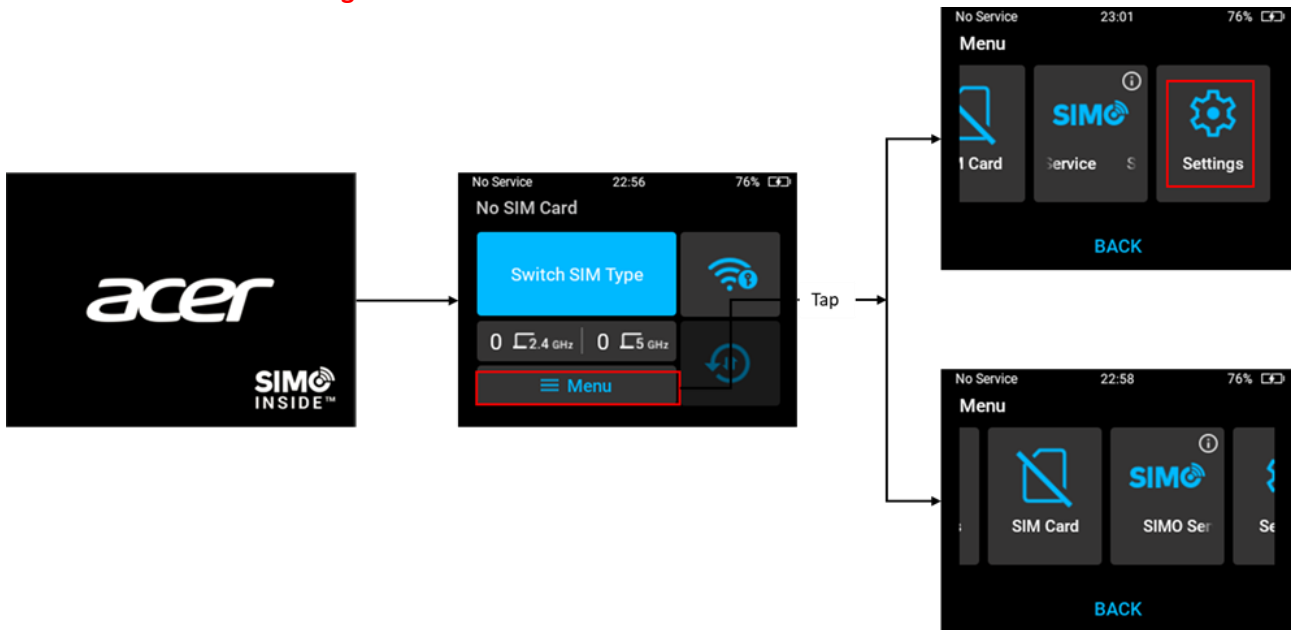 acer
SIMO
INSIDE™
No Service 22:56 76%
No SIM Card
Switch SIM Type
0 2.4 GHz 0 5 GHz
Menu
Tap
No Service 23:01 76%
Menu
SIMO
Card Service S Settings
BACK
No Service 22:58 76%
Menu
SIMO
SIM Card SIMO Ser Se
BACK